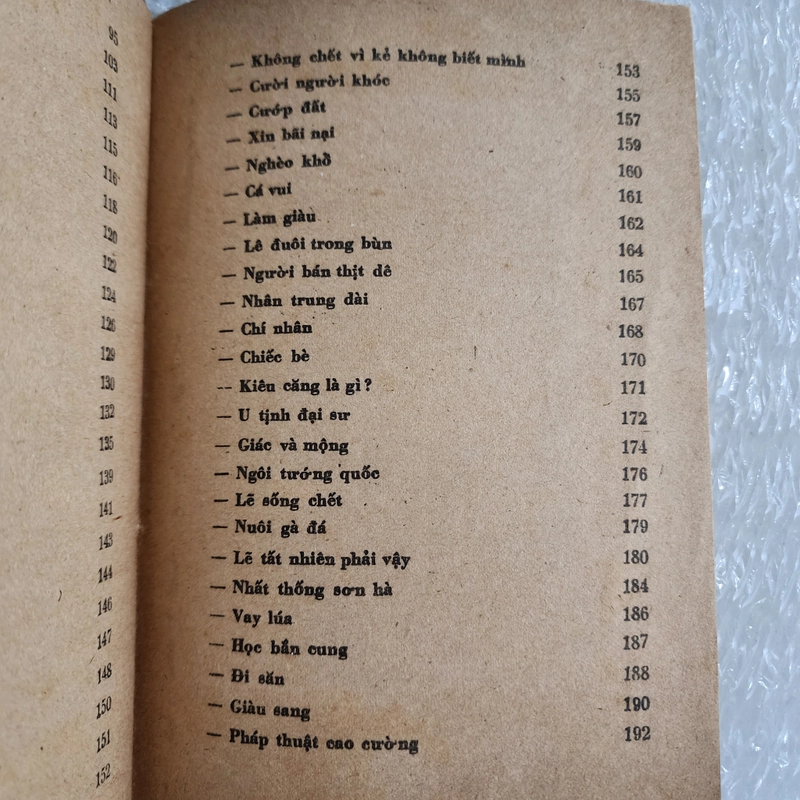 95
103
111
113
115
116
118
120
122
124
126
129
130
132
135
139
141
143
144
146
147
148
150
151
152
— Không chết vì kẻ không biết mình 153
— Cười người khóc 155
— Cướp đất 157
— Xin bãi nại 159
— Nghèo khổ 160
— Cá vui 161
— Làm giàu 162
— Lê đuôi trong bùn 164
— Người bán thịt dê 165
— Nhân trung dài 167
— Chí nhân 168
— Chiếc bè 170
— Kiêu căng là gì? 171
— U tịnh đại sư 172
— Giác và mộng 174
— Ngôi tướng quốc 176
— Lẽ sống chết 177
— Nuôi gà đá 179
— Lẽ tất nhiên phải vậy 180
— Nhất thống sơn hà 184
— Vay lúa 186
— Học bắn cung 187
— Đi săn 188
— Giàu sang 190
— Pháp thuật cao cường 192